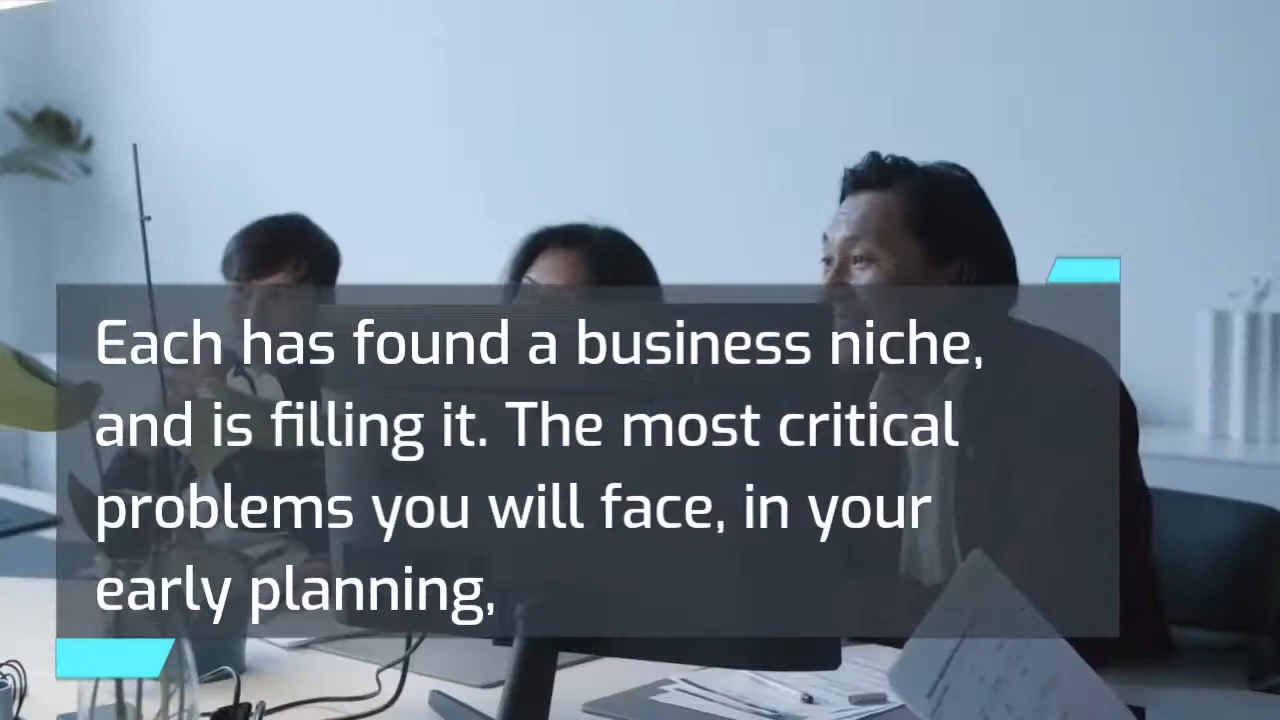 Each has found a business niche,
and is filling it. The most critical
problems you will face, in your
early planning,